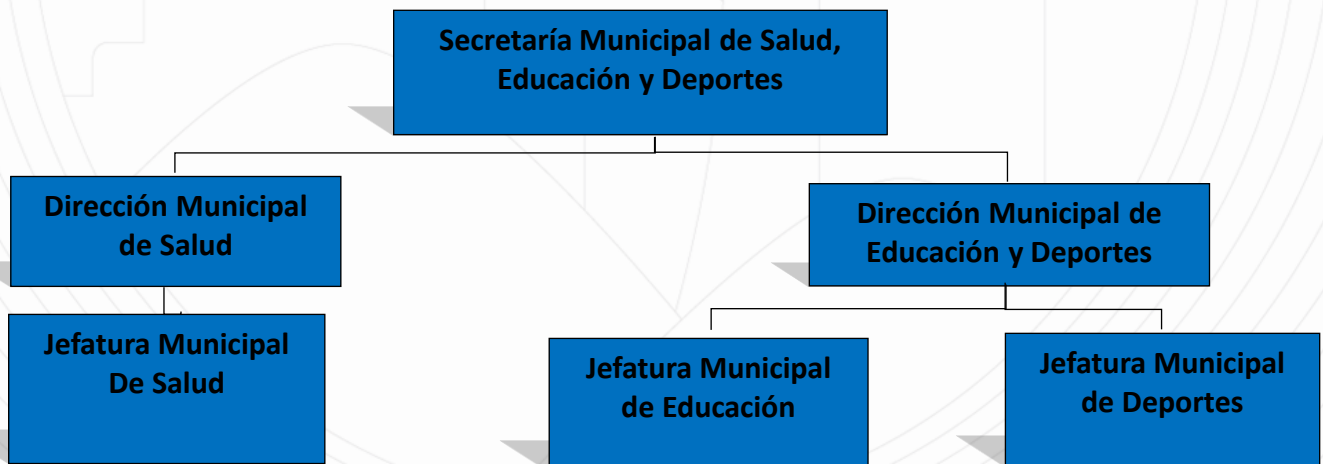 Secretaría Municipal de Salud,
Educación y Deportes
Dirección Municipal
de Salud
Dirección Municipal de
Educación y Deportes
Jefatura Municipal
De Salud
Jefatura Municipal
de Educación
Jefatura Municipal
de Deportes